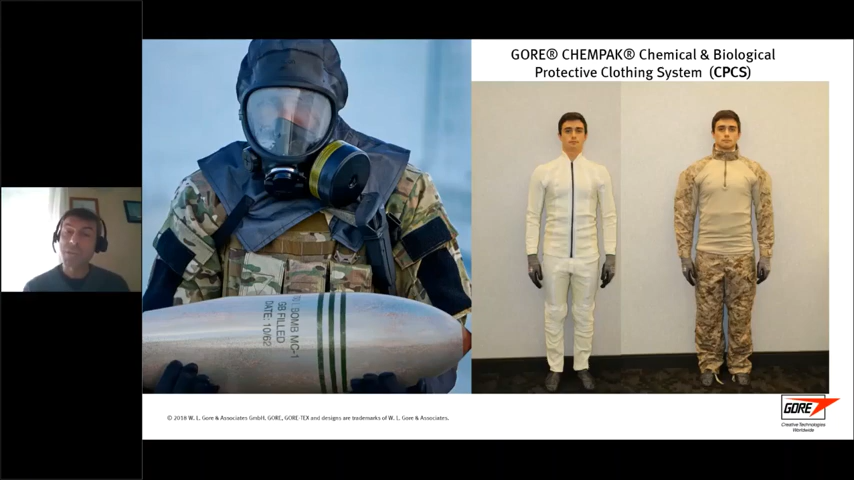 GORE® CHEMPAK® Chemical & Biological
Protective Clothing System (CPCS)
BOMB MC-1
GB FILLED
DATE: 10/62
© 2018 W. L. Gore & Associates GmbH. GORE, GORE-TEX and designs are trademarks of W. L. Gore & Associates.
GORE
Creative Technologies
Worldwide